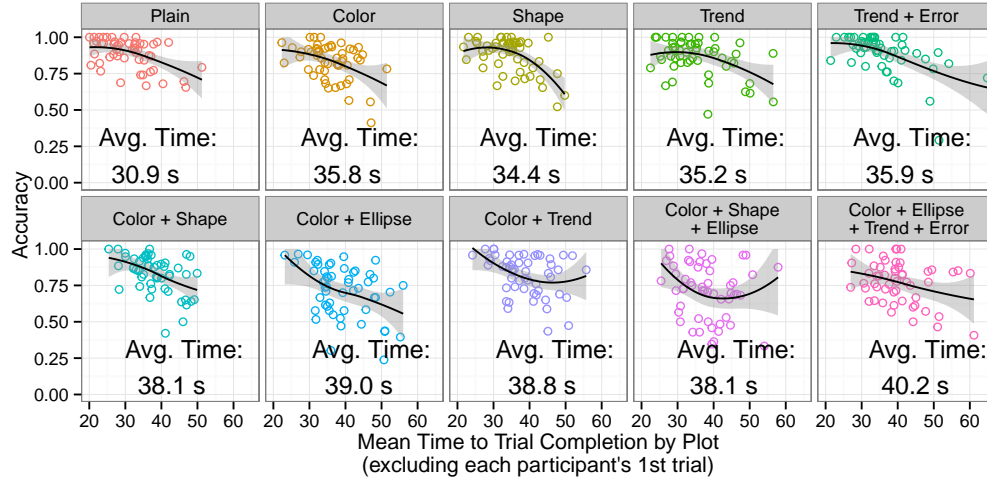 Plain
Color
Shape
Trend
Trend + Error
1.00
0.75
0.50
0.25
0.00
Avg. Time:
30.9 s
Avg. Time:
35.8 s
Avg. Time:
34.4 s
Avg. Time:
35.2 s
Avg. Time:
35.9 s
Accuracy
Color + Shape
Color + Ellipse
Color + Trend
Color + Shape
+ Ellipse
Color + Ellipse
+ Trend + Error
1.00
0.75
0.50
0.25
0.00
Avg. Time:
38.1 s
Avg. Time:
39.0 s
Avg. Time:
38.8 s
Avg. Time:
38.1 s
Avg. Time:
40.2 s
20 30 40 50 60
20 30 40 50 60
20 30 40 50 60
20 30 40 50 60
20 30 40 50 60
Mean Time to Trial Completion by Plot
(excluding each participant's 1st trial)